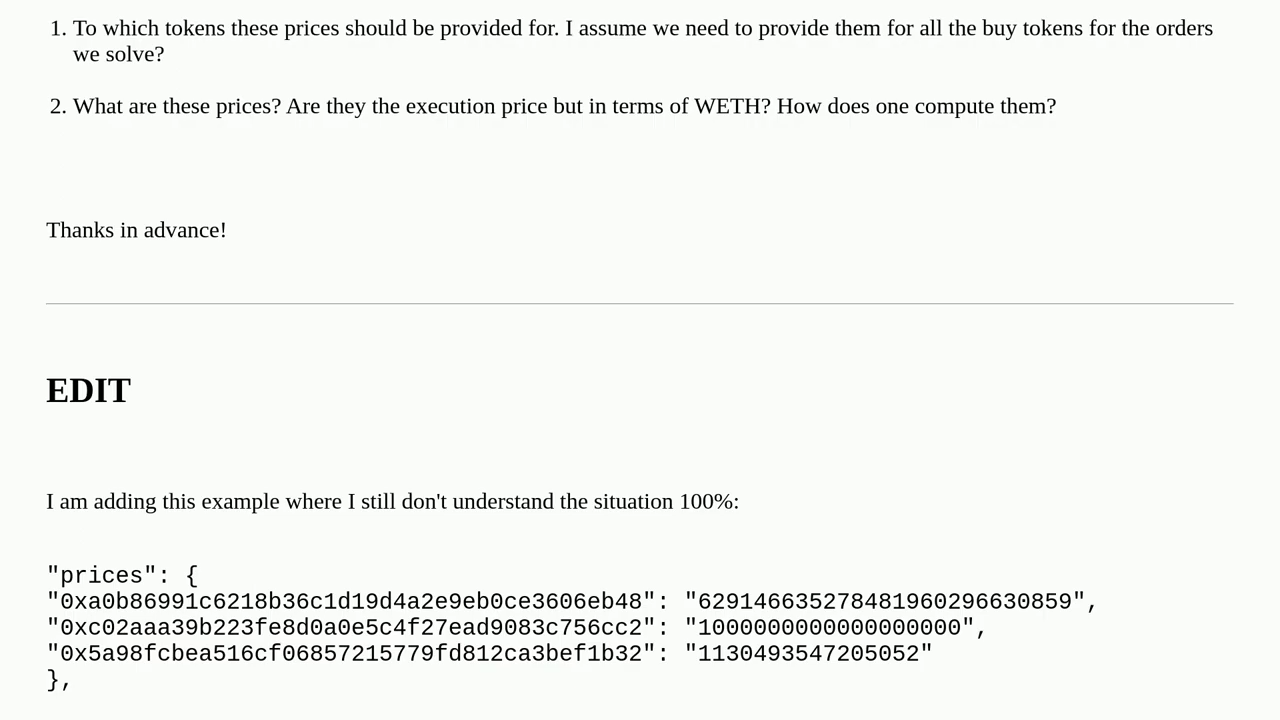 1. To which tokens these prices should be provided for. I assume we need to provide them for all the buy tokens for the orders
we solve?
2. What are these prices? Are they the execution price but in terms of WETH? How does one compute them?
Thanks in advance!
EDIT
I am adding this example where I still don't understand the situation 100%:
"prices": {
"0xa0b86991c6218b36c1d19d4a2e9eb0ce3606eb48": "629146635278481960296630859",
"0xc02aaa39b223fe8d0a0e5c4f27ead9083c756cc2": "1000000000000000000",
"0x5a98fcbea516cf06857215779fd812ca3bef1b32": "1130493547205052"
},